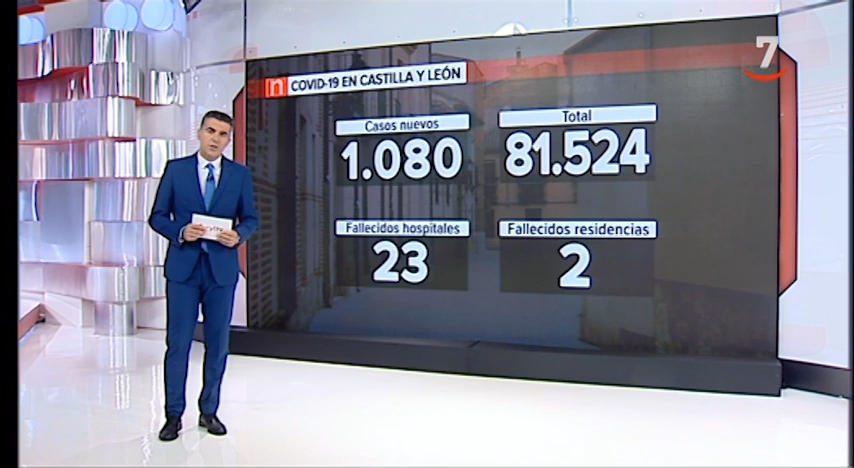 7
n COVID-19 EN CASTILLA Y LEÓN
Casos nuevos
1.080
Total
81.524
Fallecidos hospitales
23
Fallecidos residencias
2